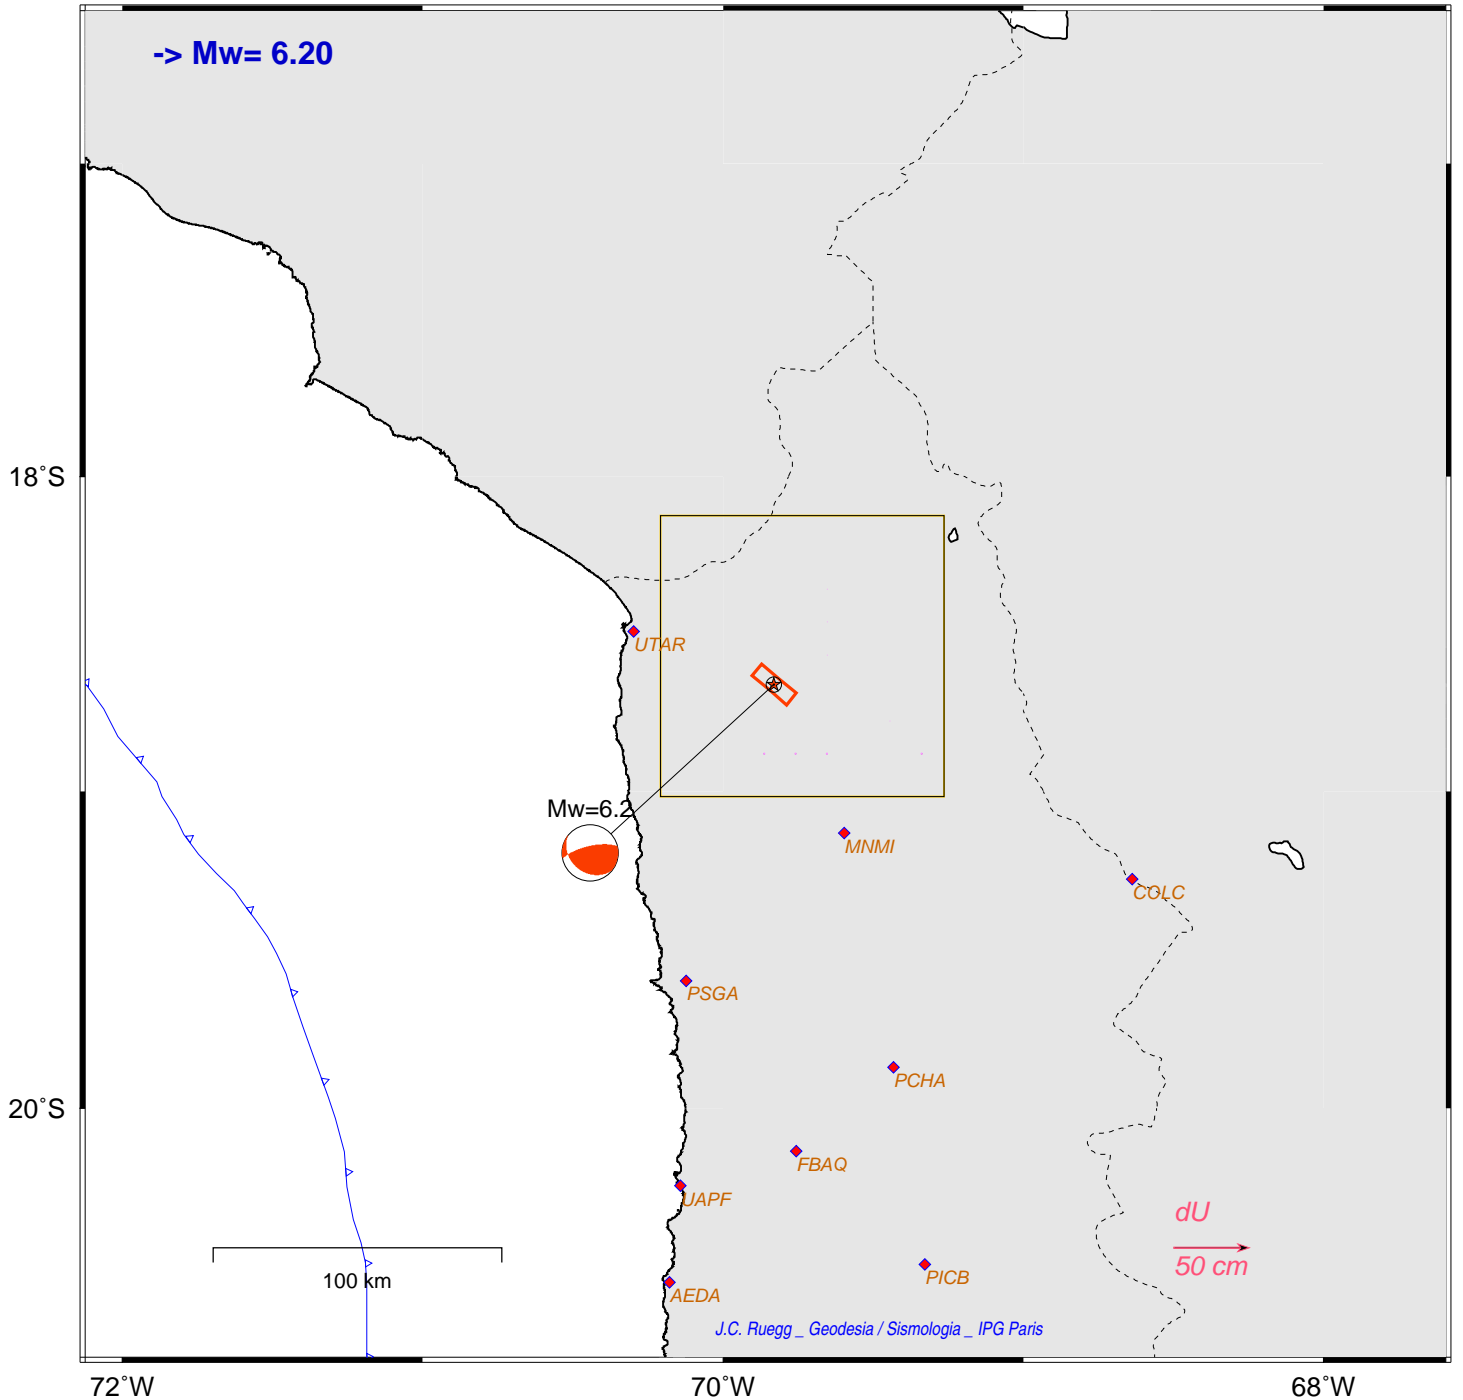 -> Mw= 6.20
18˚S
UTAR
Mw=6.2
MNMI
COLC
PSGA
PCHA
20˚S
FBAQ
UAPF
dU
50 cm
100 km
PICB
AEDA
J.C. Ruegg _ Geodesia / Sismologia _ IPG Paris
72˚W
70˚W
68˚W